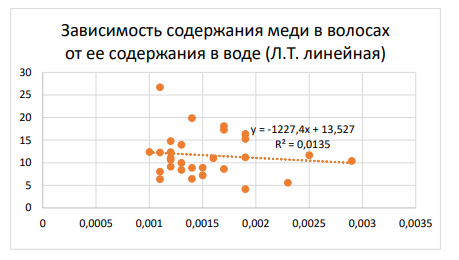 Зависимость содержания меди в волосах
от ее содержания в воде (Л.Т. линейная)
30
25
20
15
10
5
0
y = -1227,4x + 13,527
R² = 0,0135
0 0,0005 0,001 0,0015 0,002 0,0025 0,003 0,0035